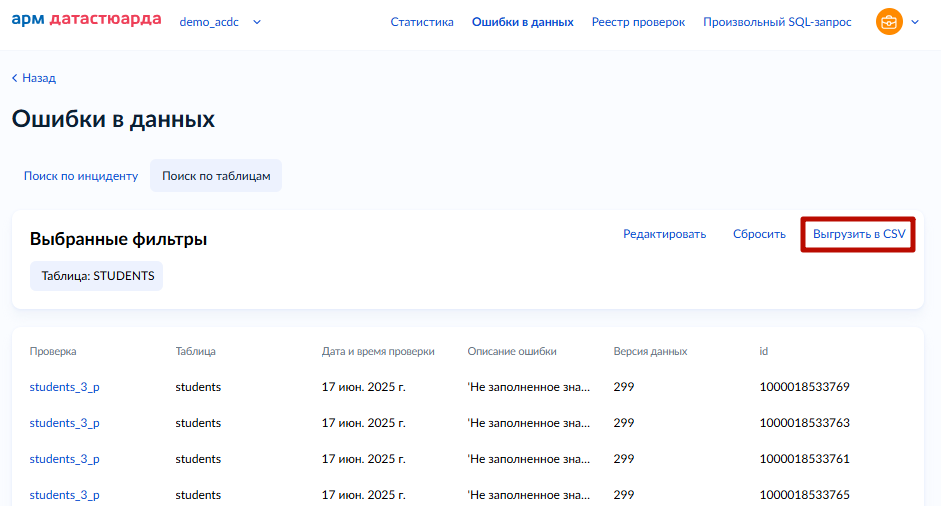 арм датастюарда demo_acdc Статистика Ошибки в данных Реестр проверок Произвольный SQL-запрос
Назад
Ошибки в данных
Поиск по инциденту Поиск по таблицам
Выбранные фильтры Редактировать Сбросить Выгрузить в CSV
Таблица: STUDENTS
Проверка Таблица Дата и время проверки Описание ошибки Версия данных id
students_3_p students 17 июн. 2025 г. 'Не заполненное зна... 299 1000018533769
students_3_p students 17 июн. 2025 г. 'Не заполненное зна... 299 1000018533763
students_3_p students 17 июн. 2025 г. 'Не заполненное зна... 299 1000018533761
students_3_p students 17 июн. 2025 г. 'Не заполненное зна... 299 1000018533765